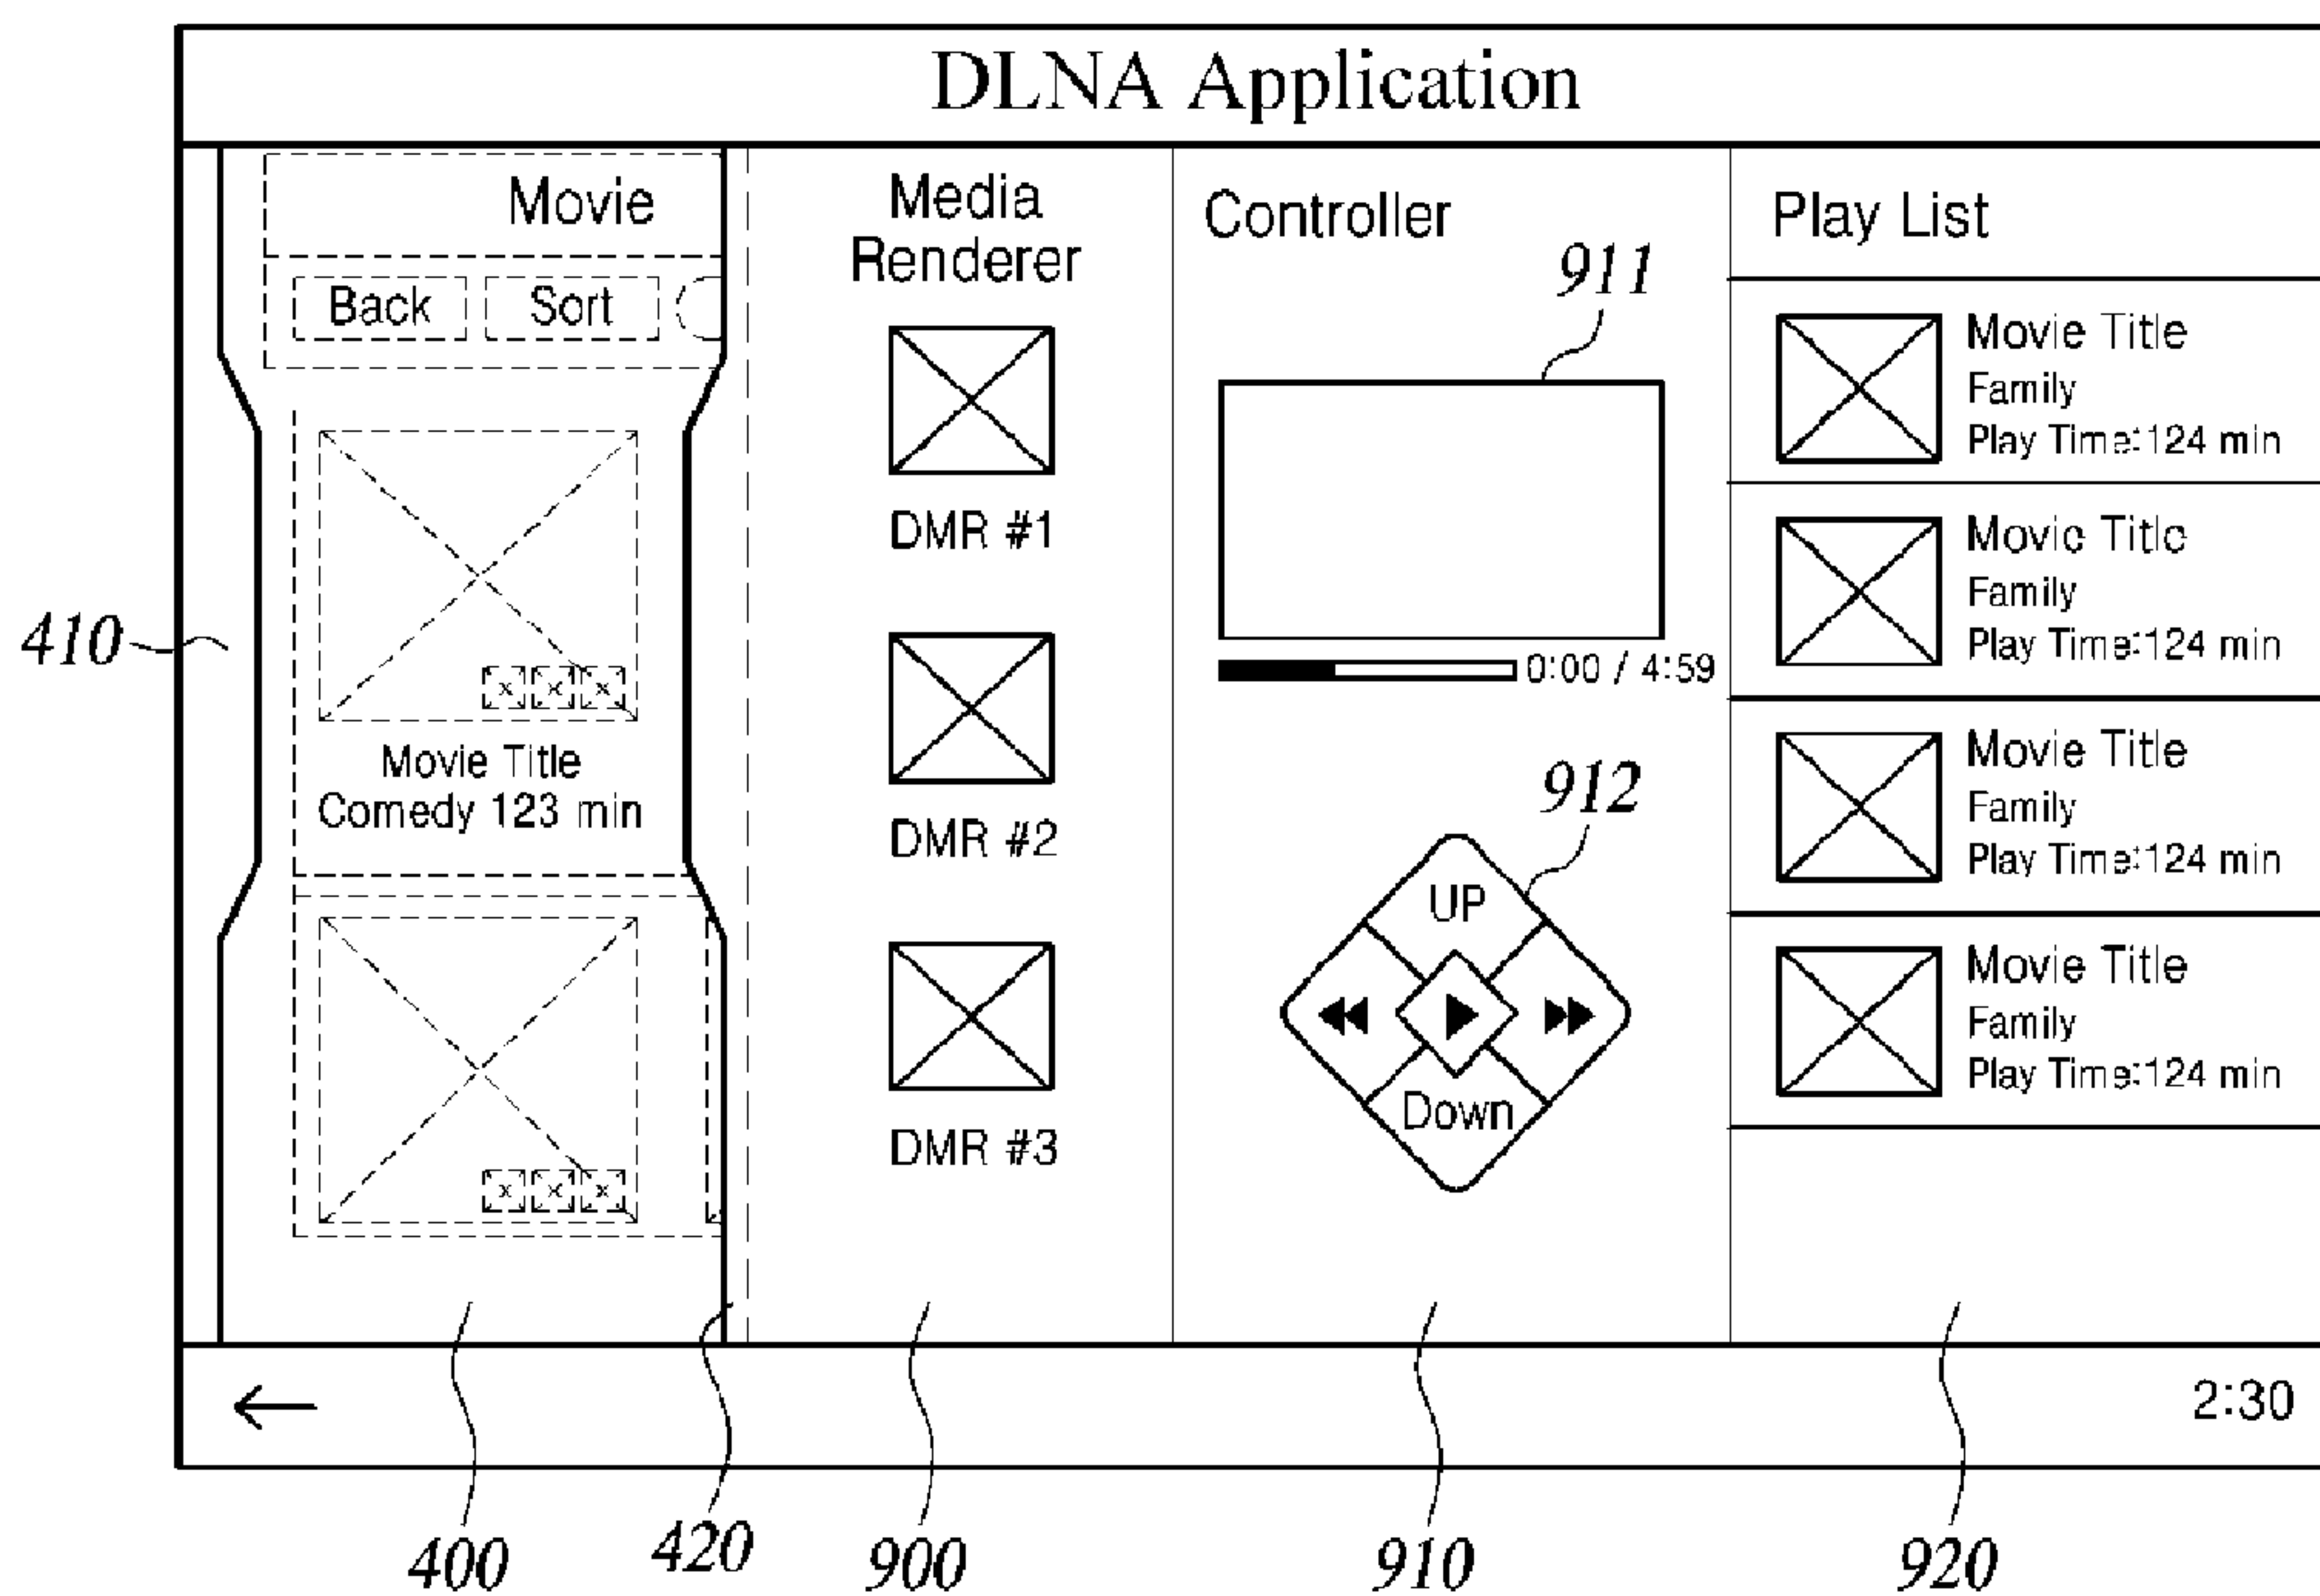 DLNA Application
Movie
Back
Sort
Movie Title
Comedy 123 min
Media
Renderer
DMR #1
DMR #2
DMR #3
Controller
911
0:00 / 4:59
912
UP
Down
Play List
Movie Title
Family
Play Time:124 min
Movie Title
Family
Play Time:124 min
Movie Title
Family
Play Time:124 min
Movie Title
Family
Play Time:124 min
410
2:30
400
420
900
910
920